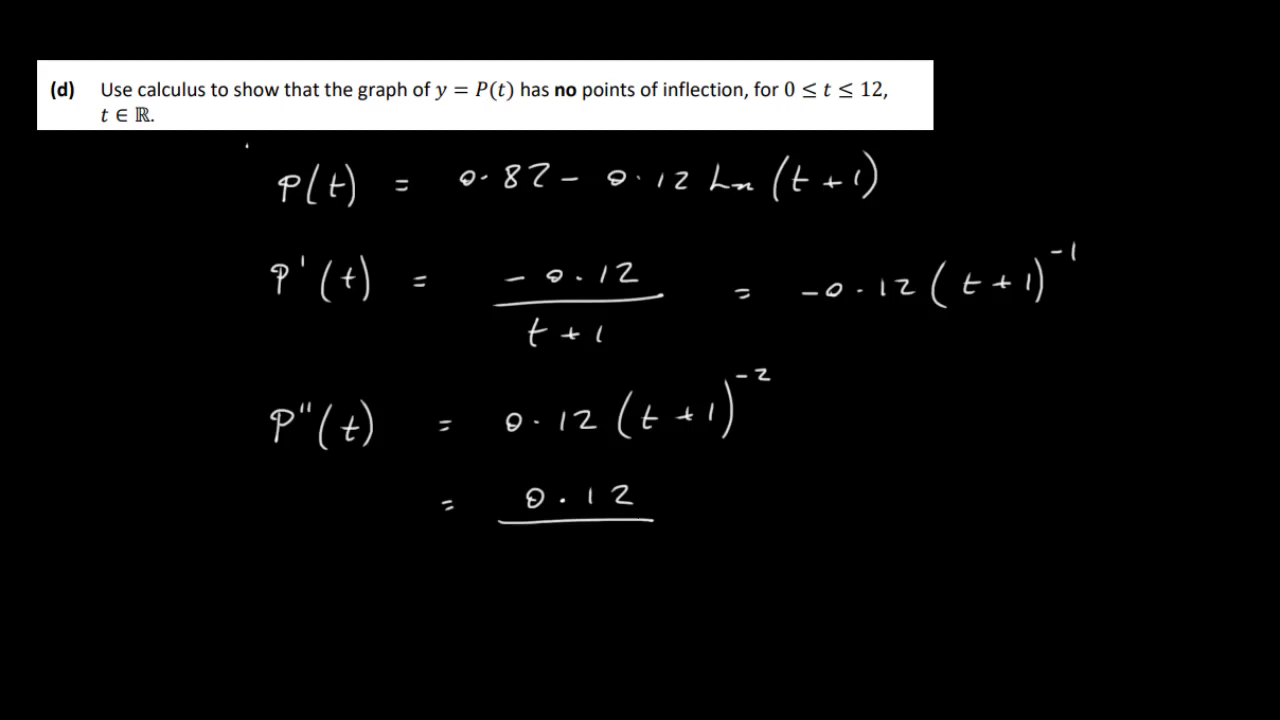 (d) Use calculus to show that the graph of y = P(t) has no points of inflection, for 0 ≤ t ≤ 12,
t ∈ ℝ.
P(t) = 0.82 - 0.12 Ln (t + 1)
P'(t) = -0.12 / t + 1 = -0.12 (t + 1)^-1
P''(t) = 0.12 (t + 1)^-2
= 0.12